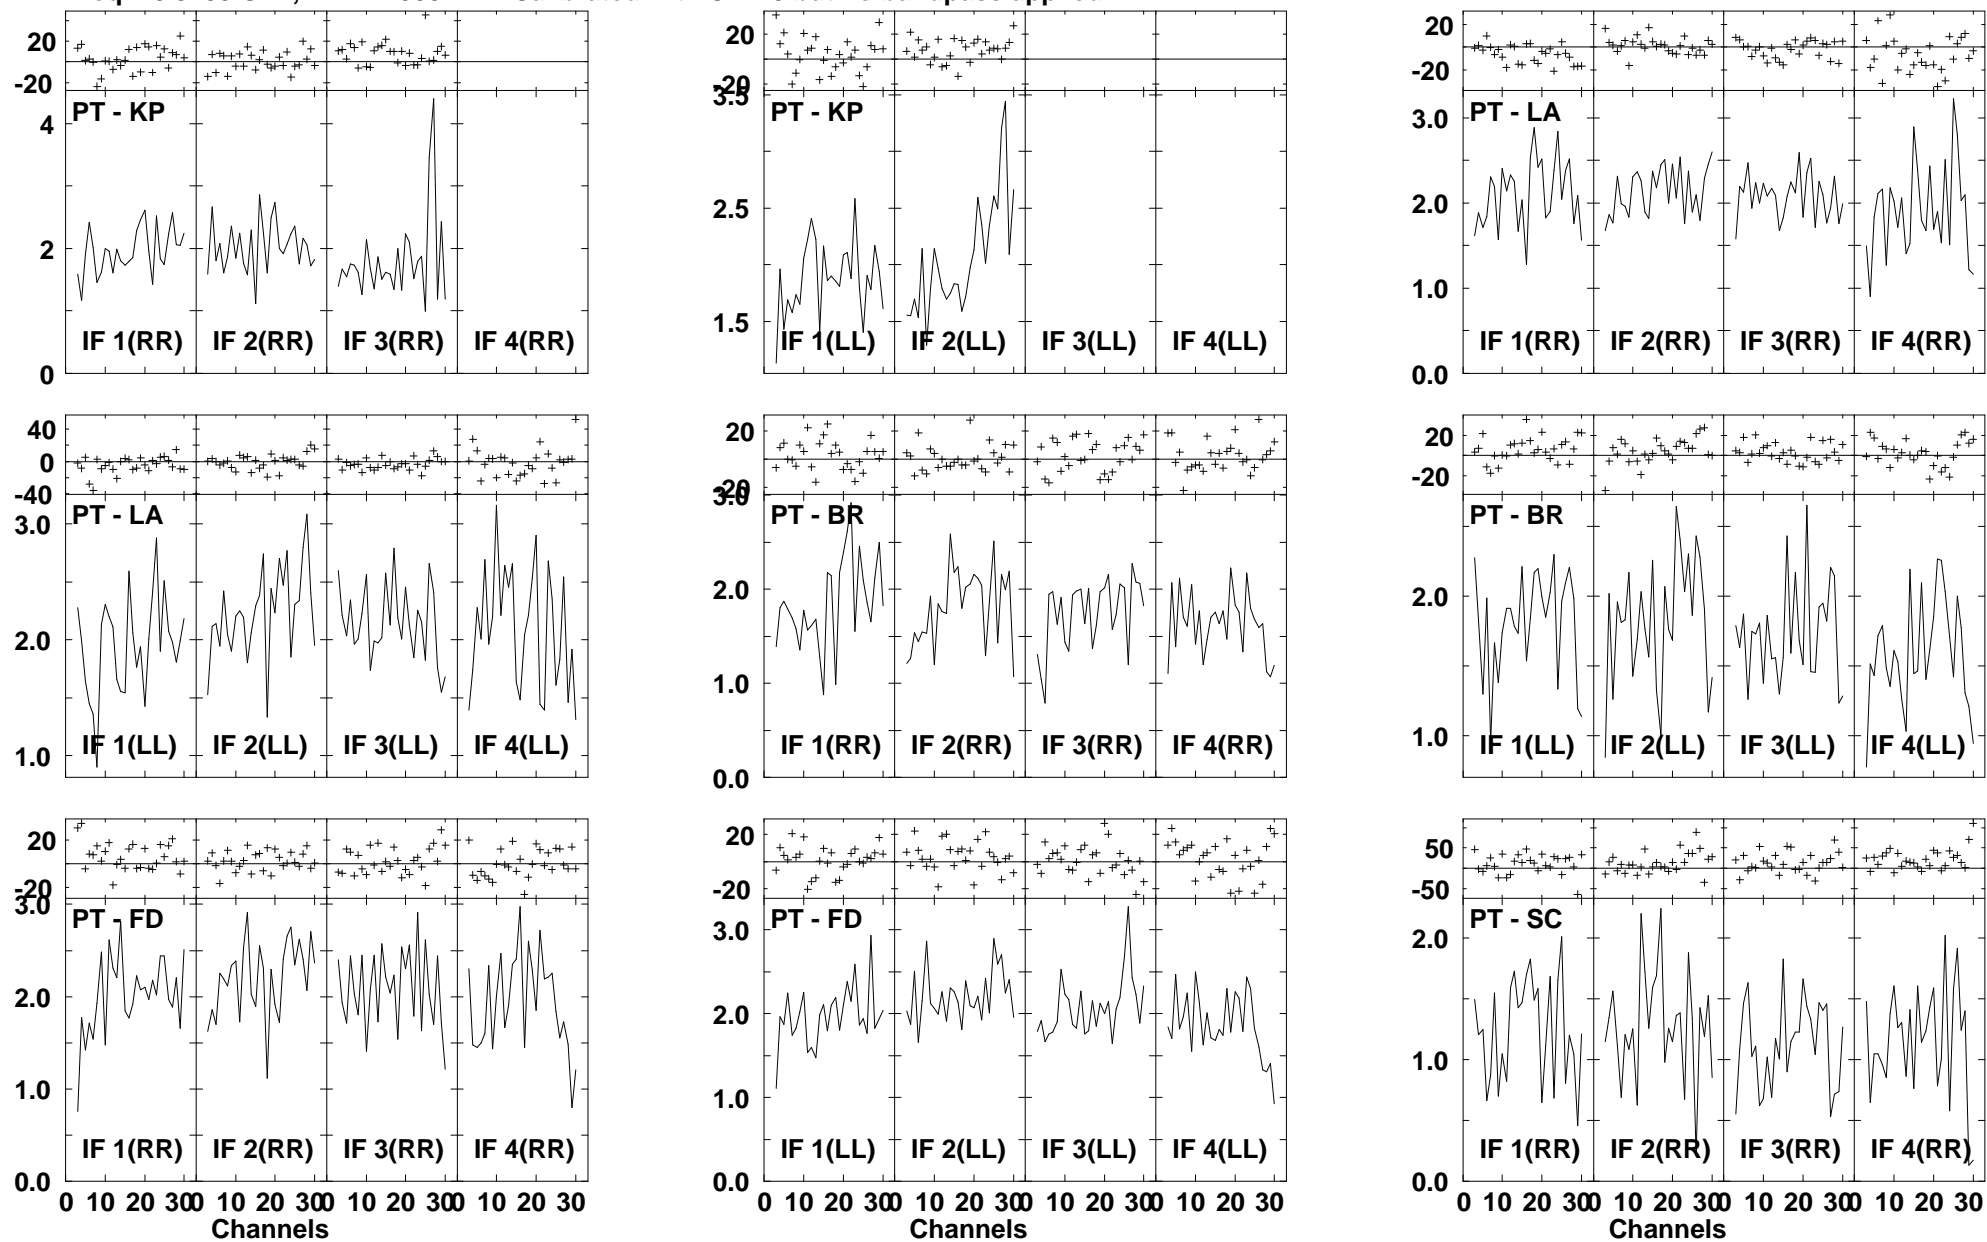 20 20 20
-20 -20 -20
PT - KP 3.5 PT - KP PT - LA
4 3.0
2.5
2 2.0
1.5 1.0
IF 1(RR) IF 2(RR) IF 3(RR) IF 4(RR) IF 1(LL) IF 2(LL) IF 3(LL) IF 4(LL) IF 1(RR) IF 2(RR) IF 3(RR) IF 4(RR)
0 0.0
40 20 20
0
-40 -20 -20
PT - LA 3.0 PT - BR PT - BR
3.0
2.0 2.0 2.0
1.0 1.0 1.0
IF 1(LL) IF 2(LL) IF 3(LL) IF 4(LL) IF 1(RR) IF 2(RR) IF 3(RR) IF 4(RR) IF 1(LL) IF 2(LL) IF 3(LL) IF 4(LL)
0.0
20 20 50
-20 -20 -50
3.0 PT - FD PT - FD PT - SC
3.0 2.0
2.0 2.0
1.0 1.0 1.0
IF 1(RR) IF 2(RR) IF 3(RR) IF 4(RR) IF 1(LL) IF 2(LL) IF 3(LL) IF 4(LL) IF 1(RR) IF 2(RR) IF 3(RR) IF 4(RR)
0.0 0.0 0.0
0 10 20 30 0 10 20 30 0 10 20 30 0 10 20 30 0 10 20 30 0 10 20 30 0 10 20 30 0 10 20 30 0 10 20 30 0 10 20 30 0 10 20 30 0 10 20 30
Channels Channels Channels